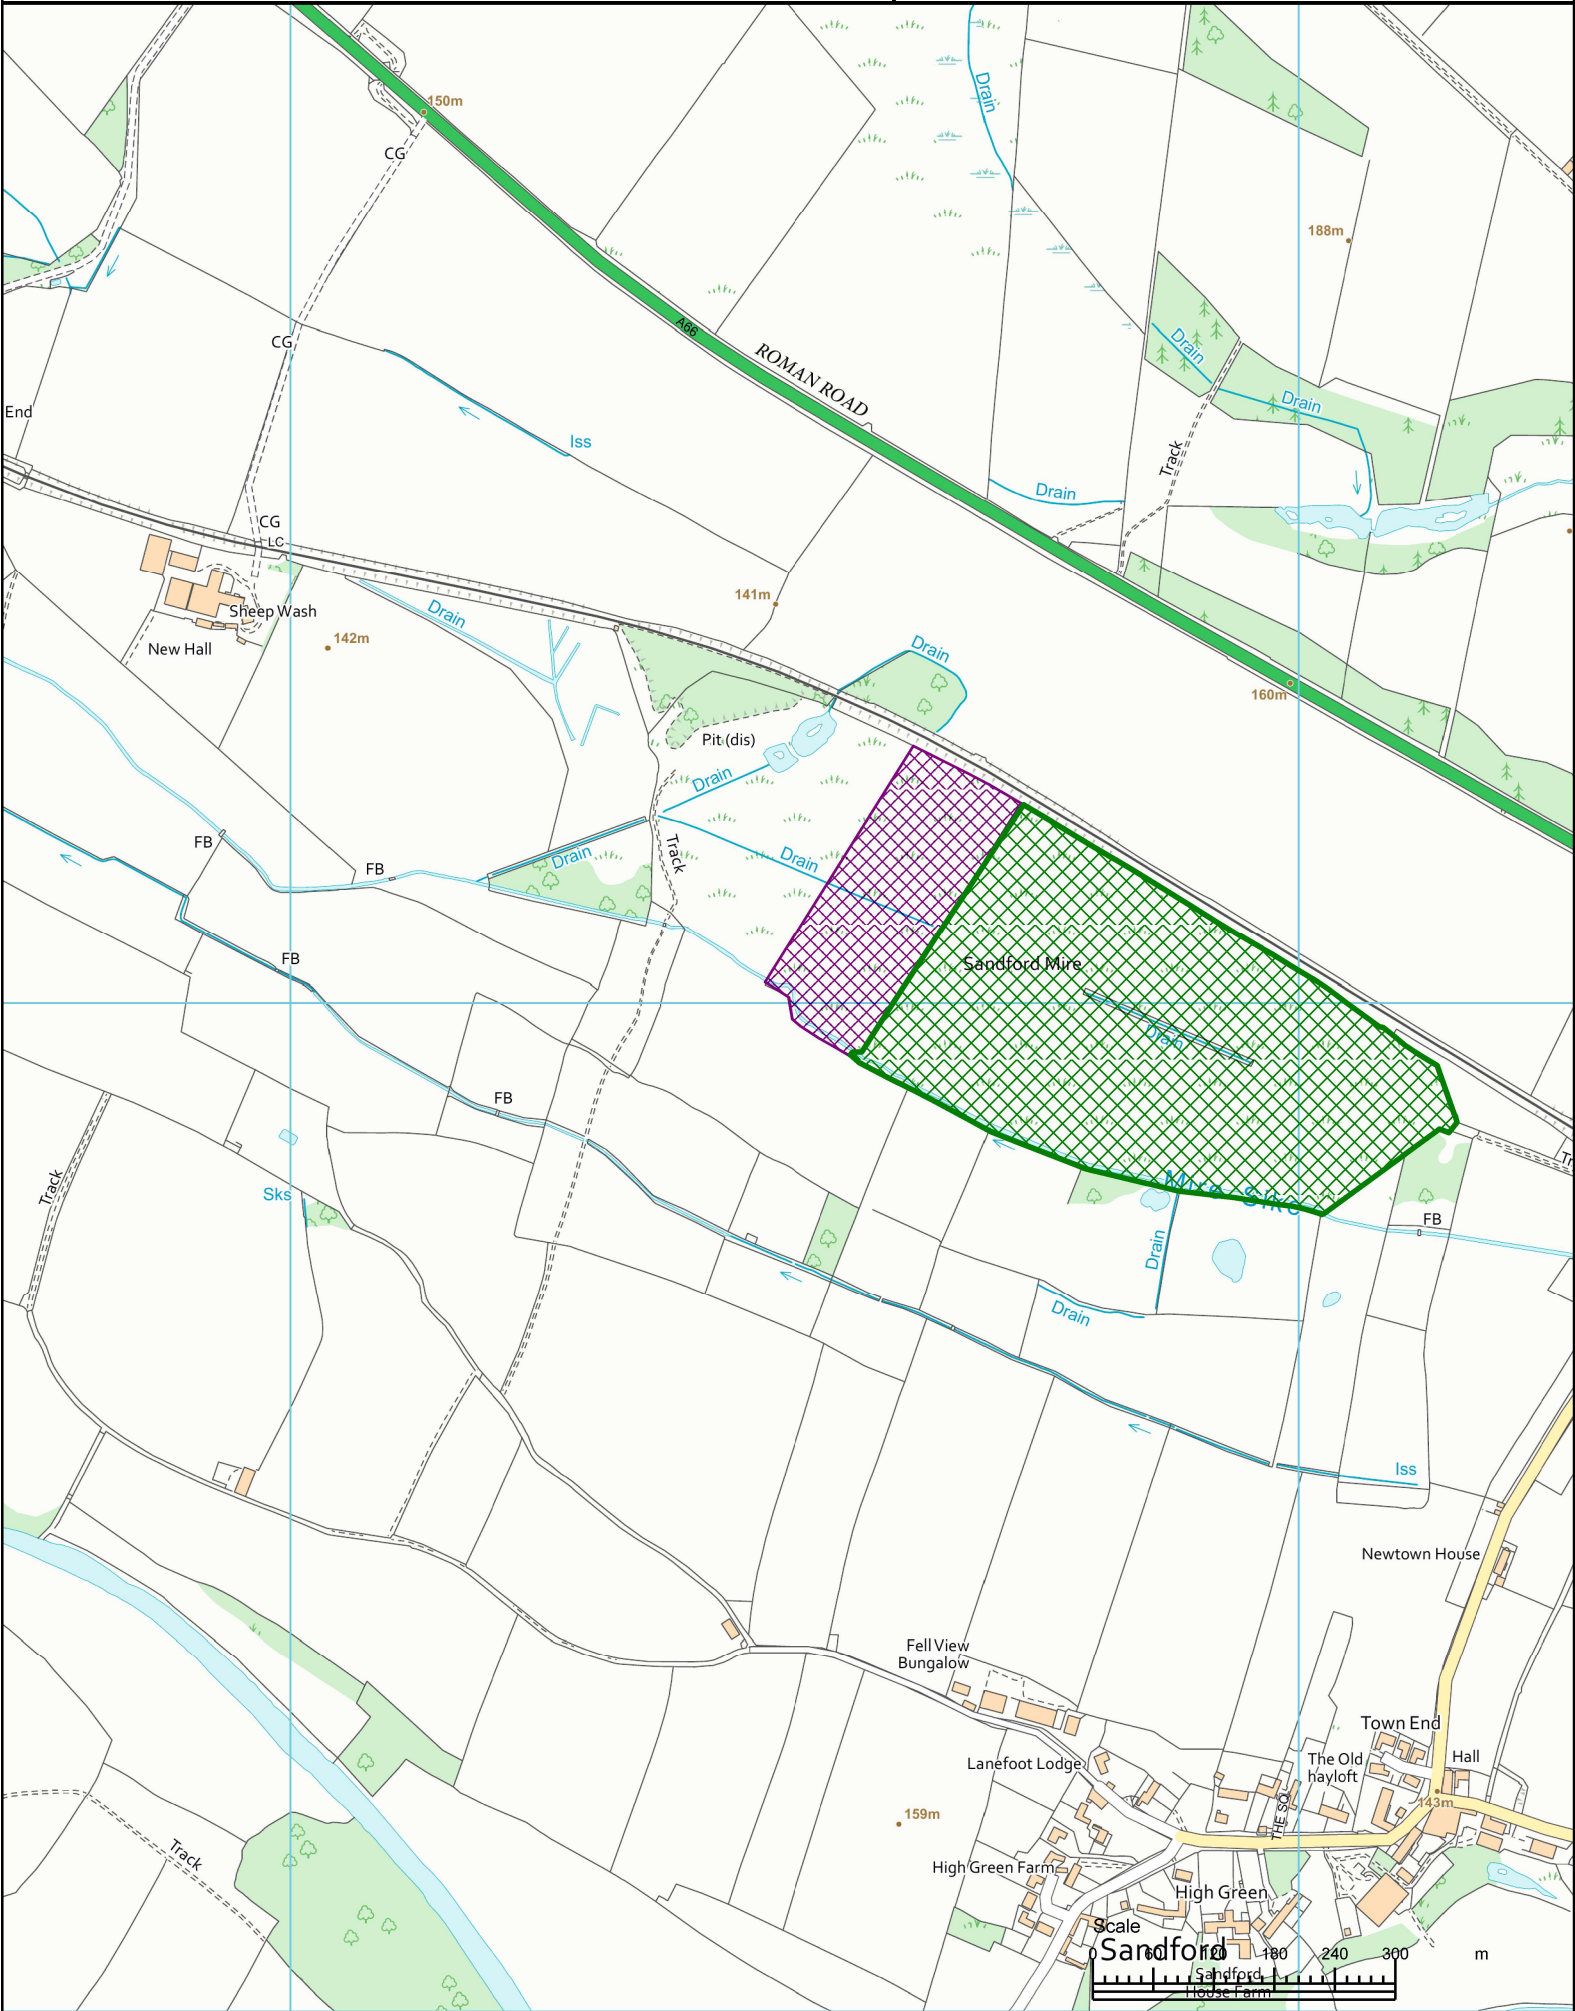 Drain
150m
CG
188m
CG
A66
ROMAN ROAD
Drain
Drain
End
Iss
Track
Drain
CG
LC
141m
Sheep Wash
Drain
142m
New Hall
Drain
160m
Pit (dis)
Drain
FB
Track
Drain
Drain
FB
FB
Sandford Mire
Drain
FB
Track
Sks
Mire Sike
FB
Drain
Drain
Iss
Newtown House
Fell View
Bungalow
Town End
Hall
Lanefoot Lodge
The Old
hayloft
143m
THE SQ
159m
Track
High Green Farm
High Green
Scale
Sandford
0 60 120 180 240 300 m
Sandford
House Farm